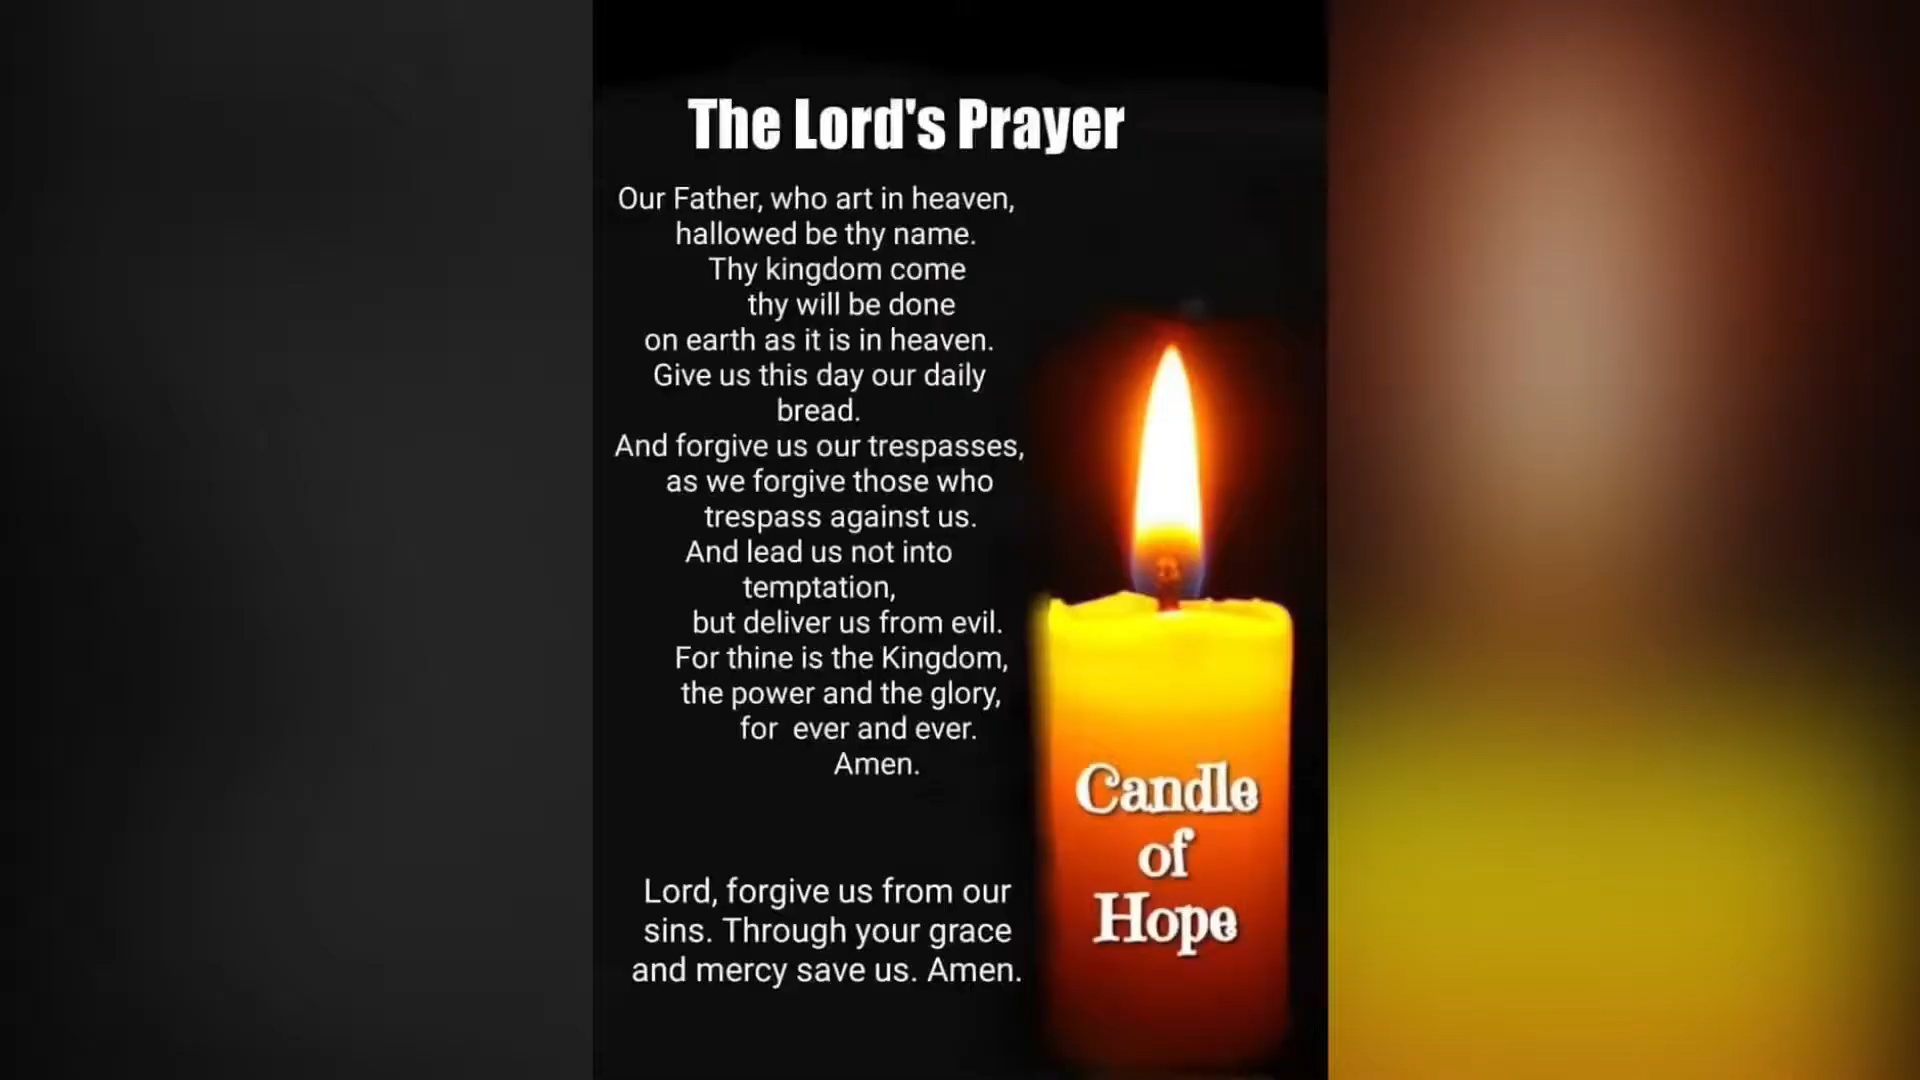 The Lord's Prayer
Our Father, who art in heaven,
hallowed be thy name.
Thy kingdom come
thy will be done
on earth as it is in heaven.
Give us this day our daily
bread.
And forgive us our trespasses,
as we forgive those who
trespass against us.
And lead us not into
temptation,
but deliver us from evil.
For thine is the Kingdom,
the power and the glory,
for ever and ever.
Amen.
Lord, forgive us from our
sins. Through your grace
and mercy save us. Amen.
Candle
of
Hope